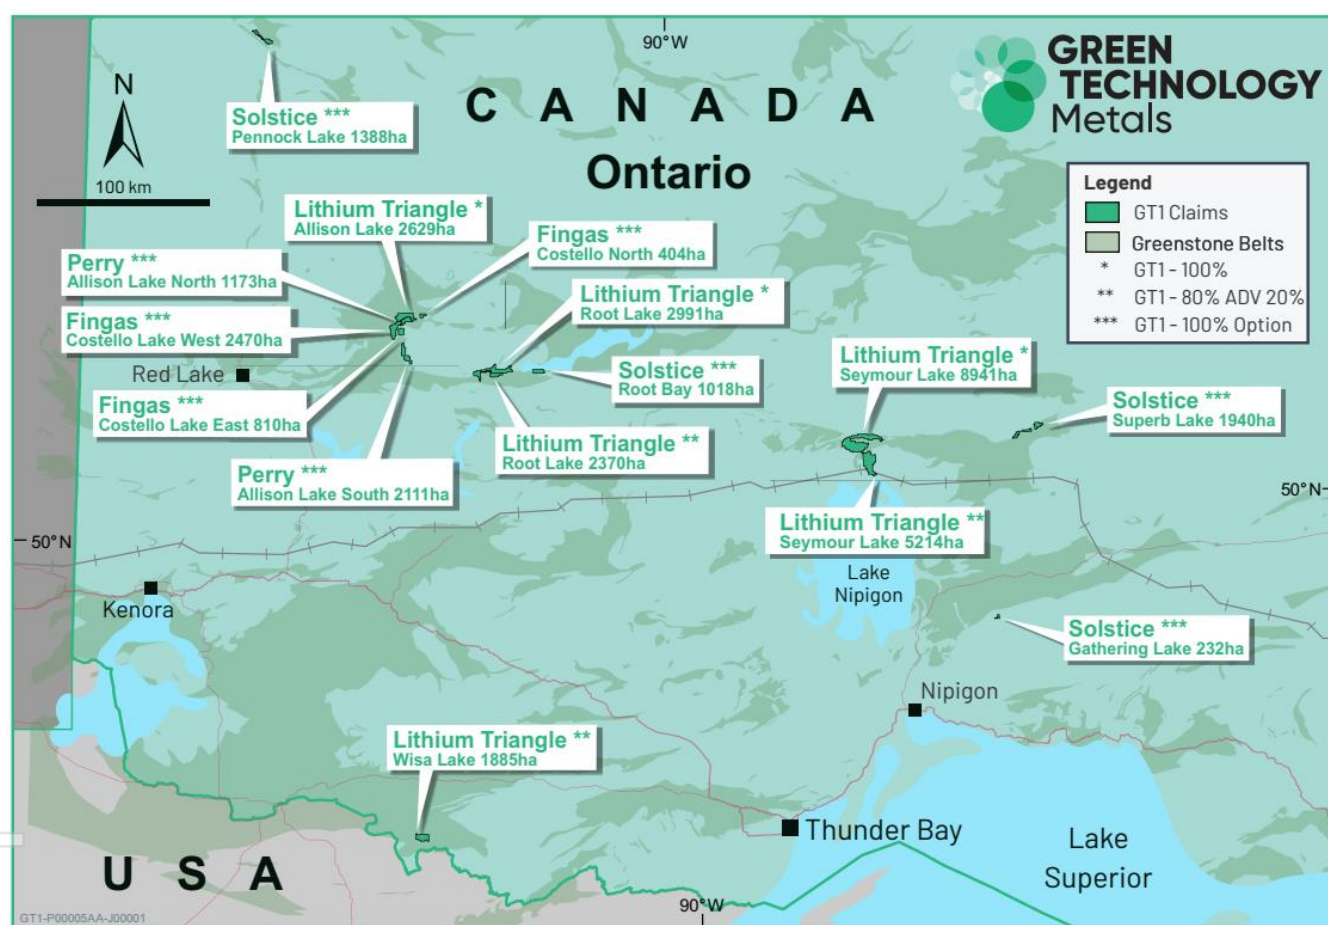 90°W
GREEN
TECHNOLOGY
Metals
N
100 km
C A N A D A
Ontario
Solstice ***
Pennock Lake 1388ha
Legend
GT1 Claims
Greenstone Belts
* GT1 - 100%
** GT1 - 80% ADV 20%
*** GT1 - 100% Option
Lithium Triangle *
Allison Lake 2629ha
Fingas ***
Costello North 404ha
Perry ***
Allison Lake North 1173ha
Lithium Triangle *
Root Lake 2991ha
Fingas ***
Costello Lake West 2470ha
Red Lake
Solstice ***
Root Bay 1018ha
Lithium Triangle *
Seymour Lake 8941ha
Fingas ***
Costello Lake East 810ha
Solstice ***
Superb Lake 1940ha
Lithium Triangle **
Root Lake 2370ha
Perry ***
Allison Lake South 2111ha
50°N
Lithium Triangle **
Seymour Lake 5214ha
50°N
Lake
Nipigon
Kenora
Solstice ***
Gathering Lake 232ha
Nipigon
Lithium Triangle **
Wisa Lake 1885ha
Thunder Bay
Lake
Superior
U S A
90°W
GT1-P00005AA-J00001